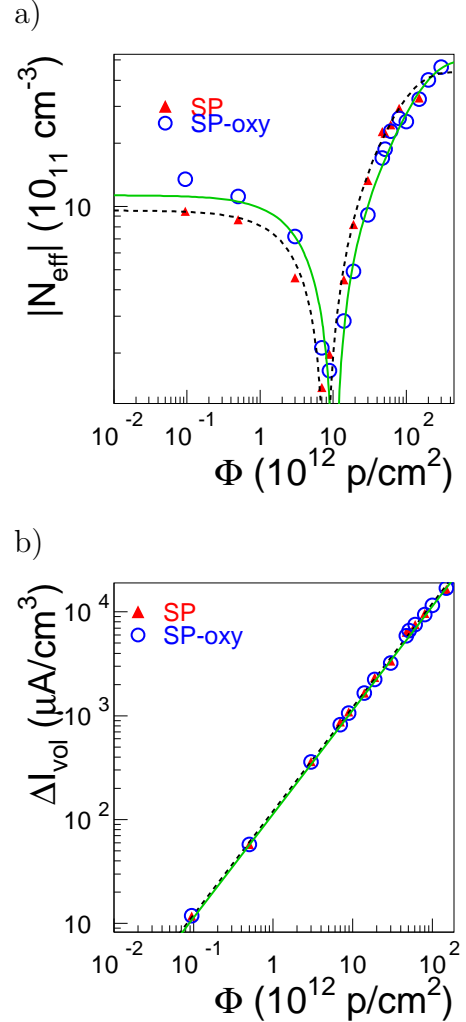 a)
|N_eff| (10_11 cm^-3)
SP
SP-oxy
10
10^-2 10^-1 1 10 10^2
Φ (10^12 p/cm^2)
b)
ΔI_vol (μA/cm^3)
SP
SP-oxy
10^4
10^3
10^2
10
10^-2 10^-1 1 10 10^2
Φ (10^12 p/cm^2)